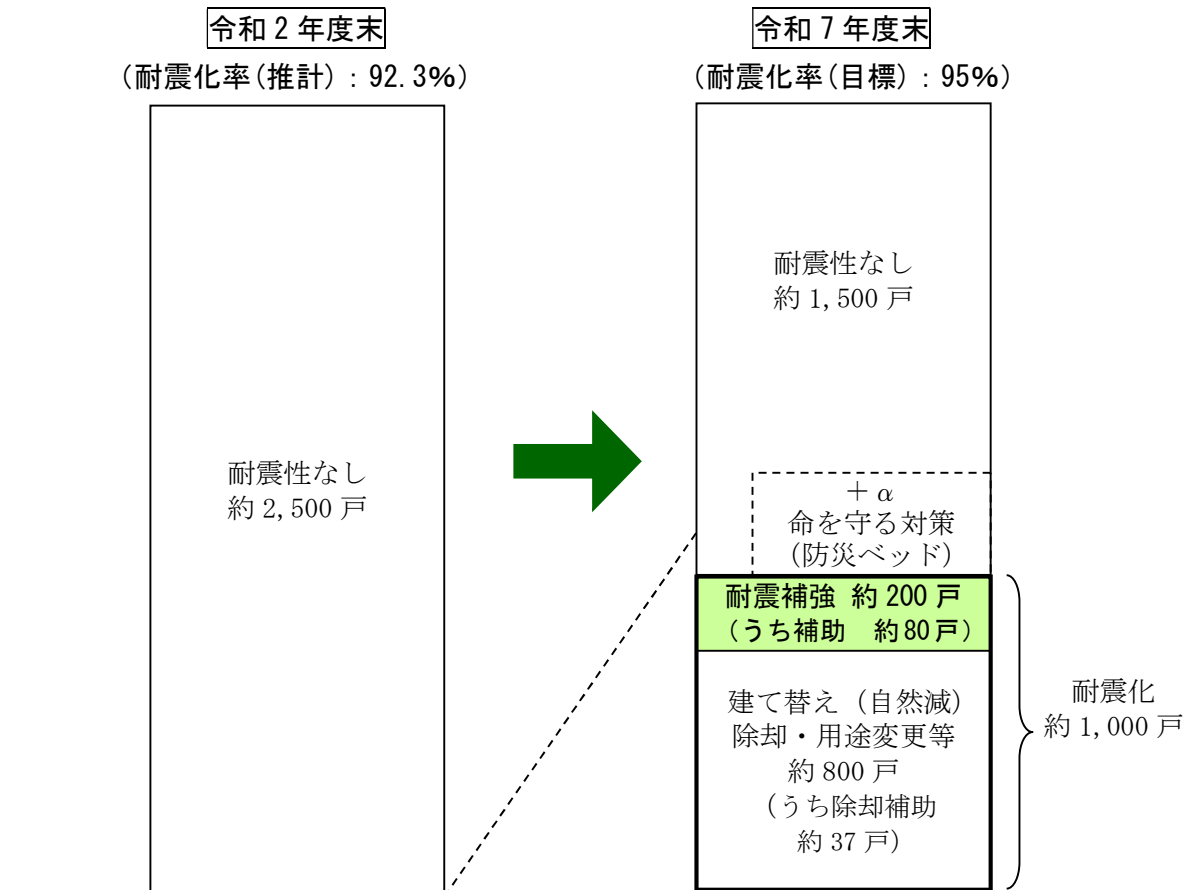 令和２年度末
（耐震化率（推計）：92.3%）
耐震性なし
約 2,500 戸
令和７年度末
（耐震化率（目標）：95%）
耐震性なし
約 1,500 戸
＋α
命を守る対策
（防災ベッド）
耐震補強 約 200 戸
（うち補助　約 80 戸）
建て替え（自然減）
除却・用途変更等
約 800 戸
（うち除却補助
約 37 戸）
耐震化
約 1,000 戸